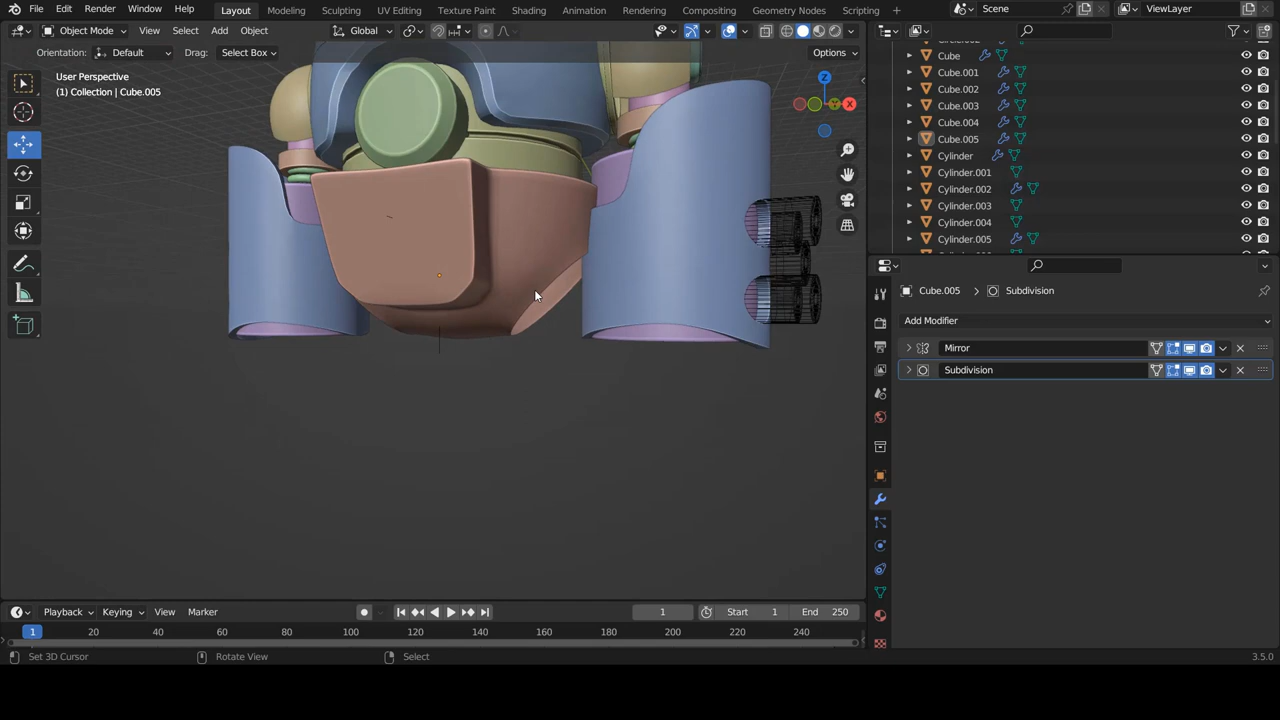 File Edit Render Window Help Layout Modeling Sculpting UV Editing Texture Paint Shading Animation Rendering Compositing Geometry Nodes Scripting + Scene ViewLayer
Object Mode View Select Add Object Global
Orientation: Default Drag: Select Box Options
User Perspective
(1) Collection | Cube.005
Z
Y
X
Cube
Cube.001
Cube.002
Cube.003
Cube.004
Cube.005
Cylinder
Cylinder.001
Cylinder.002
Cylinder.003
Cylinder.004
Cylinder.005
Cube.005 > Subdivision
Add Modifier
Mirror
Subdivision
Playback Keying View Marker 1 Start 1 End 250
1 20 40 60 80 100 120 140 160 180 200 220 240
Set 3D Cursor Rotate View Select 3.5.0